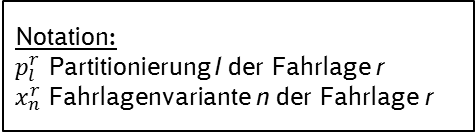 Notation:
$p_l^r$ Partitionierung l der Fahrlage r
$x_n^r$ Fahrlagenvariante n der Fahrlage r